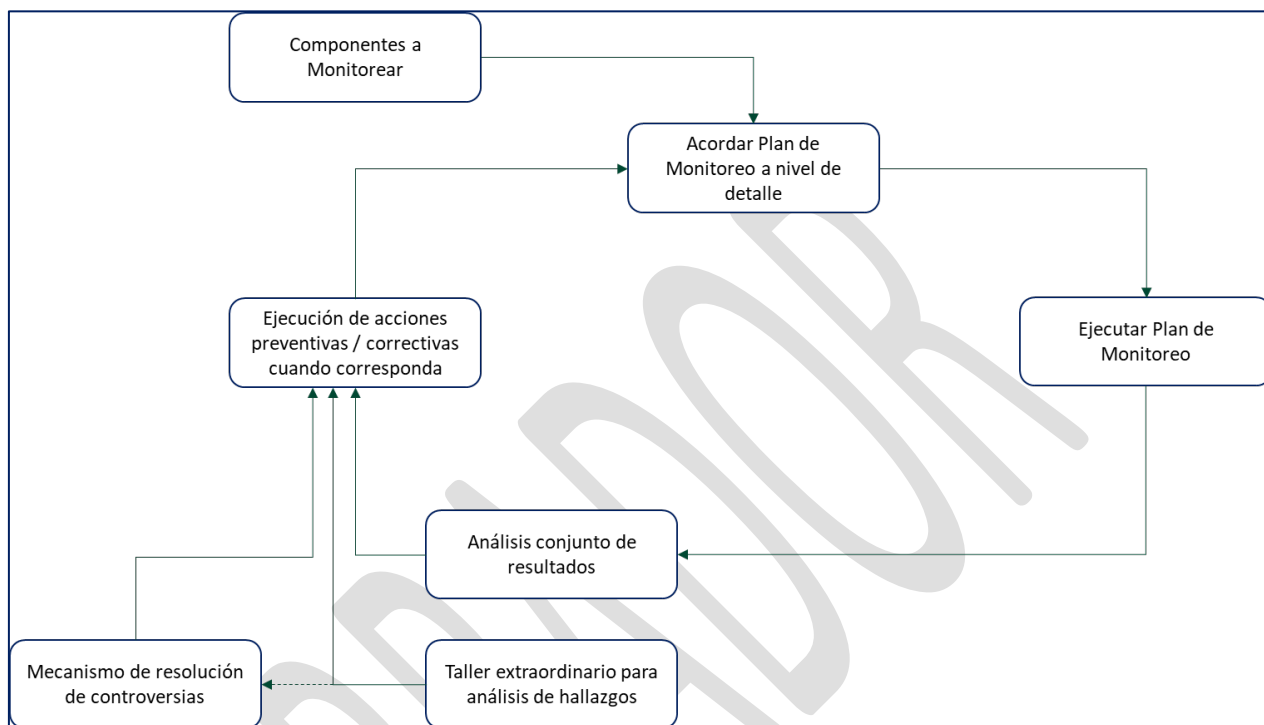 Componentes a
Monitorear
Acordar Plan de
Monitoreo a nivel de
detalle
Ejecución de acciones
preventivas / correctivas
cuando corresponda
Ejecutar Plan de
Monitoreo
Análisis conjunto de
resultados
Mecanismo de resolución
de controversias
Taller extraordinario para
análisis de hallazgos